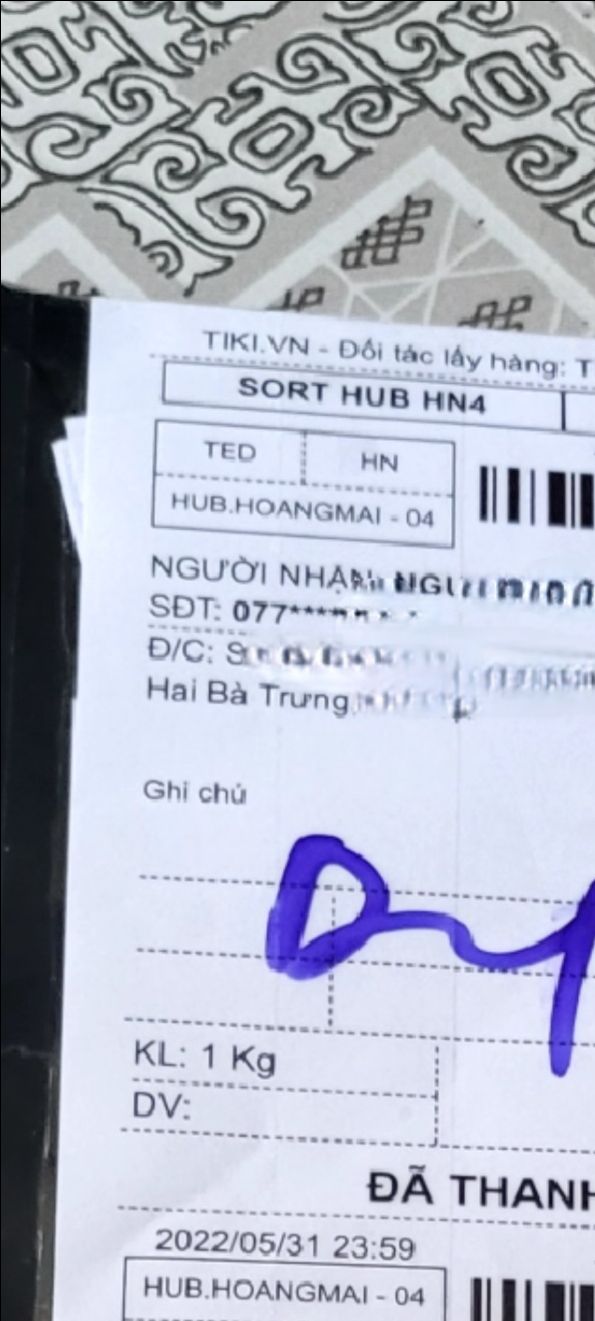 TIKI.VN - Đối tác lấy hàng: T
SORT HUB HN4
TED HN
HUB.HOANGMAI - 04
NGƯỜI NHẬN
SĐT: 077***
Đ/C:
Hai Bà Trưng
Ghi chú
KL: 1 Kg
DV:
ĐÃ THANH
2022/05/31 23:59
HUB.HOANGMAI - 04